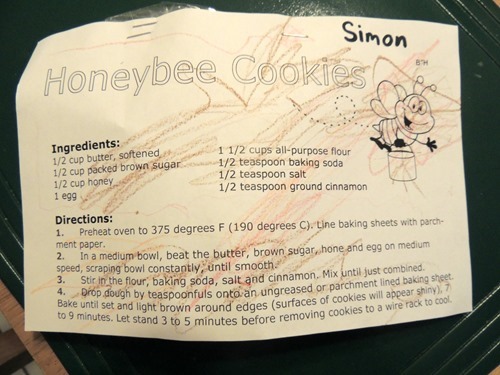 Simon
Honeybee Cookies
B"H
Ingredients:
1/2 cup butter, softened
1/2 cup packed brown sugar
1/2 cup honey
1 egg
1 1/2 cups all-purpose flour
1/2 teaspoon baking soda
1/2 teaspoon salt
1/2 teaspoon ground cinnamon
Directions:
1. Preheat oven to 375 degrees F (190 degrees C). Line baking sheets with parch-
ment paper.
2. In a medium bowl, beat the butter, brown sugar, hone and egg on medium
speed, scraping bowl constantly, until smooth.
3. Stir in the flour, baking soda, salt and cinnamon. Mix until just combined.
4. Drop dough by teaspoonfuls onto an ungreased or parchment lined baking sheet.
Bake until set and light brown around edges (surfaces of cookies will appear shiny), 7
to 9 minutes. Let stand 3 to 5 minutes before removing cookies to a wire rack to cool.